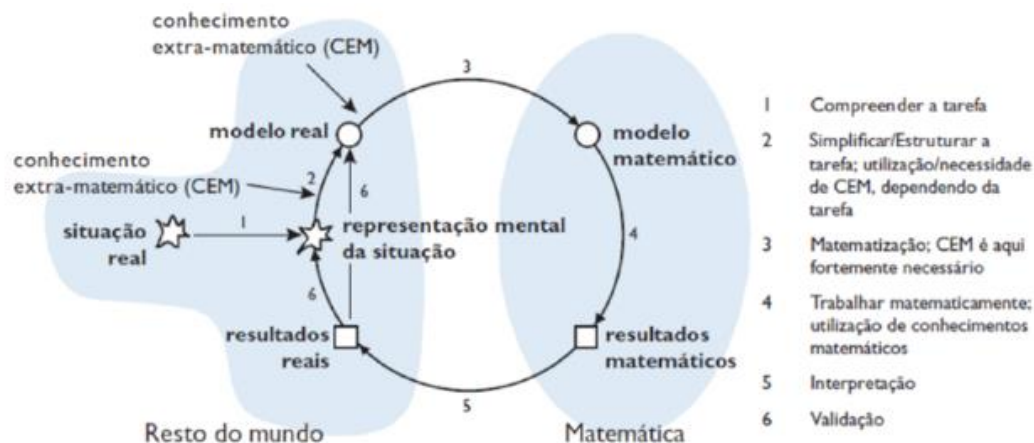 conhecimento
extra-matemático (CEM)
3
modelo real
modelo
matemático
conhecimento
extra-matemático (CEM)
2
6
1
situação
real
representação mental
da situação
4
6
resultados
reais
resultados
matemáticos
5
Resto do mundo
Matemática
1 Compreender a tarefa
2 Simplificar/Estruturar a
tarefa; utilização/necessidade
de CEM, dependendo da
tarefa
3 Matematização; CEM é aqui
fortemente necessário
4 Trabalhar matematicamente;
utilização de conhecimentos
matemáticos
5 Interpretação
6 Validação